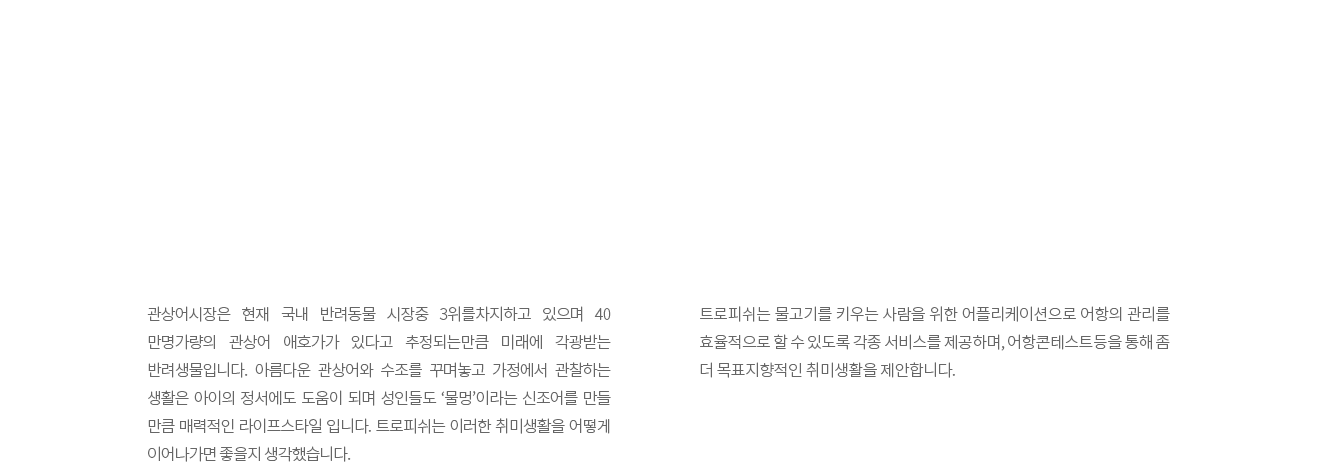 관상어시장은 현재 국내 반려동물 시장중 3위를차지하고 있으며 40
만명가량의 관상어 애호가가 있다고 추정되는만큼 미래에 각광받는
반려생물입니다. 아름다운 관상어와 수조를 꾸며놓고 가정에서 관찰하는
생활은 아이의 정서에도 도움이 되며 성인들도 ‘물멍’이라는 신조어를 만들
만큼 매력적인 라이프스타일 입니다. 트로피쉬는 이러한 취미생활을 어떻게
이어나가면 좋을지 생각했습니다.
트로피쉬는 물고기를 키우는 사람을 위한 어플리케이션으로 어항의 관리를
효율적으로 할 수 있도록 각종 서비스를 제공하며, 어항콘테스트등을 통해 좀
더 목표지향적인 취미생활을 제안합니다.